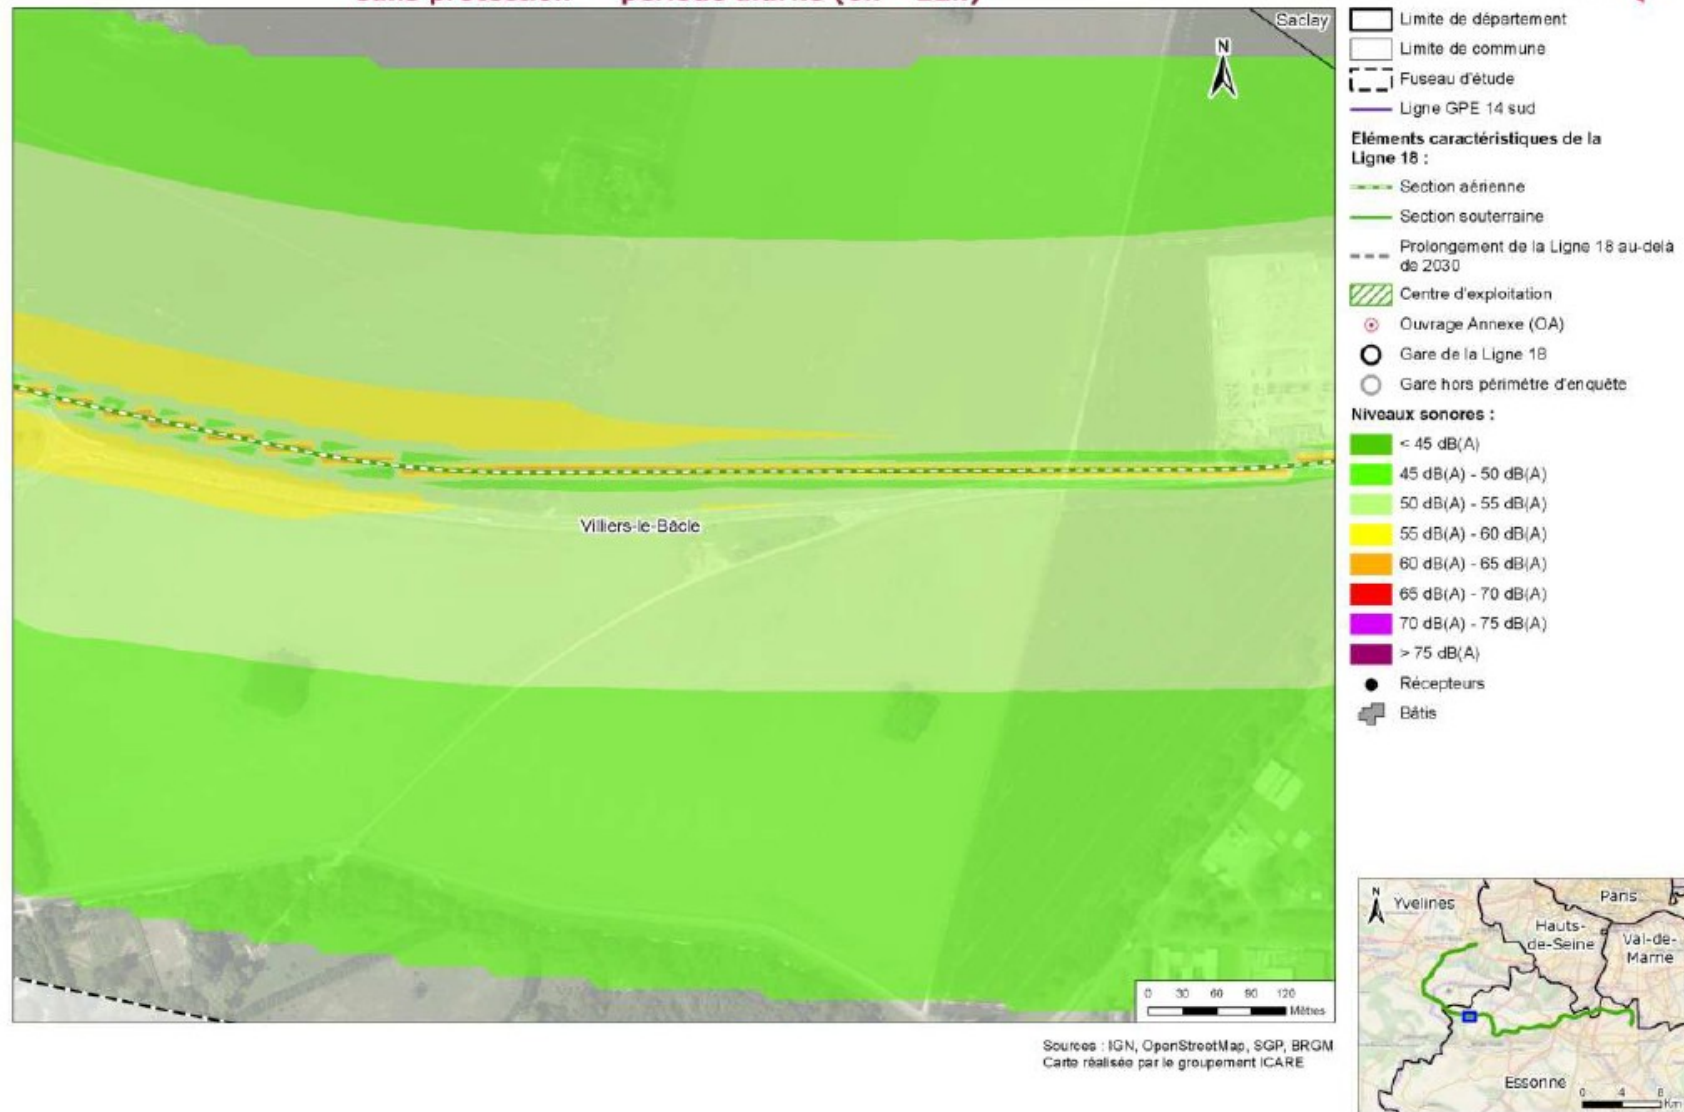 Saclay
N
Villiers-le-Bâcle
0 30 60 90 120
Mètres
Sources : IGN, OpenStreetMap, SGP, BRGM
Carte réalisée par le groupement ICARE
Limite de département
Limite de commune
Fuseau d'étude
Ligne GPE 14 sud
Eléments caractéristiques de la
Ligne 18 :
Section aérienne
Section souterraine
Prolongement de la Ligne 18 au-delà
de 2030
Centre d'exploitation
Ouvrage Annexe (OA)
Gare de la Ligne 18
Gare hors périmètre d'enquête
Niveaux sonores :
< 45 dB(A)
45 dB(A) - 50 dB(A)
50 dB(A) - 55 dB(A)
55 dB(A) - 60 dB(A)
60 dB(A) - 65 dB(A)
65 dB(A) - 70 dB(A)
70 dB(A) - 75 dB(A)
> 75 dB(A)
Récepteurs
Bâtis
N
Yvelines
Paris
Hauts-
de-Seine
Val-de-
Marne
Essonne
0 4 8
Km